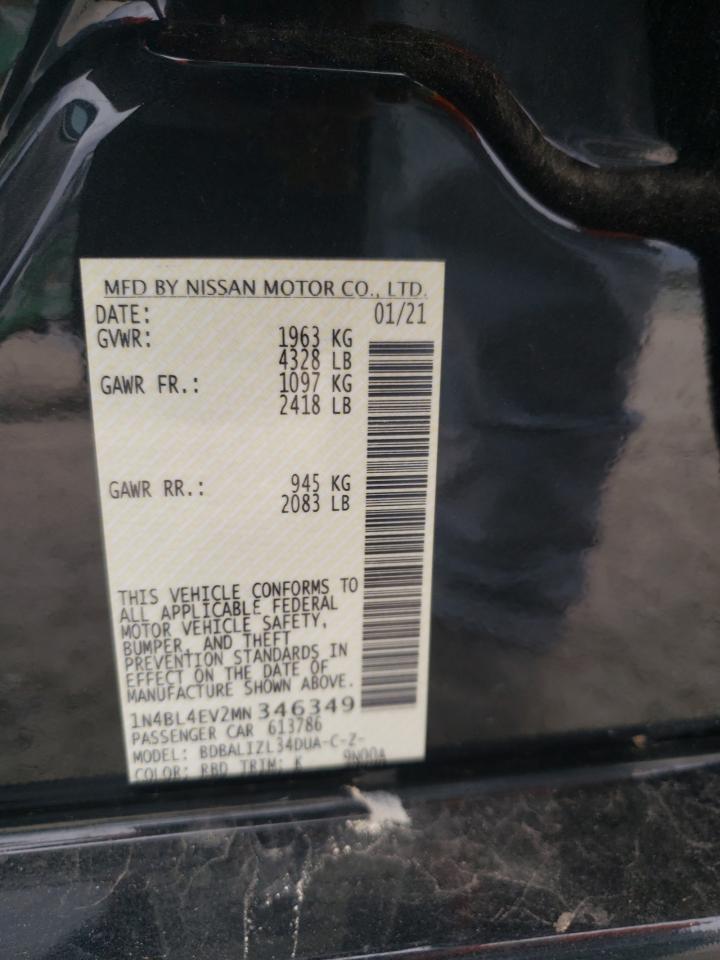 MFD BY NISSAN MOTOR CO., LTD.
DATE: 01/21
GVWR: 1963 KG
4328 LB
GAWR FR.: 1097 KG
2418 LB
GAWR RR.: 945 KG
2083 LB
THIS VEHICLE CONFORMS TO
ALL APPLICABLE FEDERAL
MOTOR VEHICLE SAFETY,
BUMPER, AND THEFT
PREVENTION STANDARDS IN
EFFECT ON THE DATE OF
MANUFACTURE SHOWN ABOVE.
1N4BL4EV2MN346349
PASSENGER CAR 613786
MODEL: BDBALIZL34DUA-C-Z-
COLOR: RBD TRIM: K 9N00A